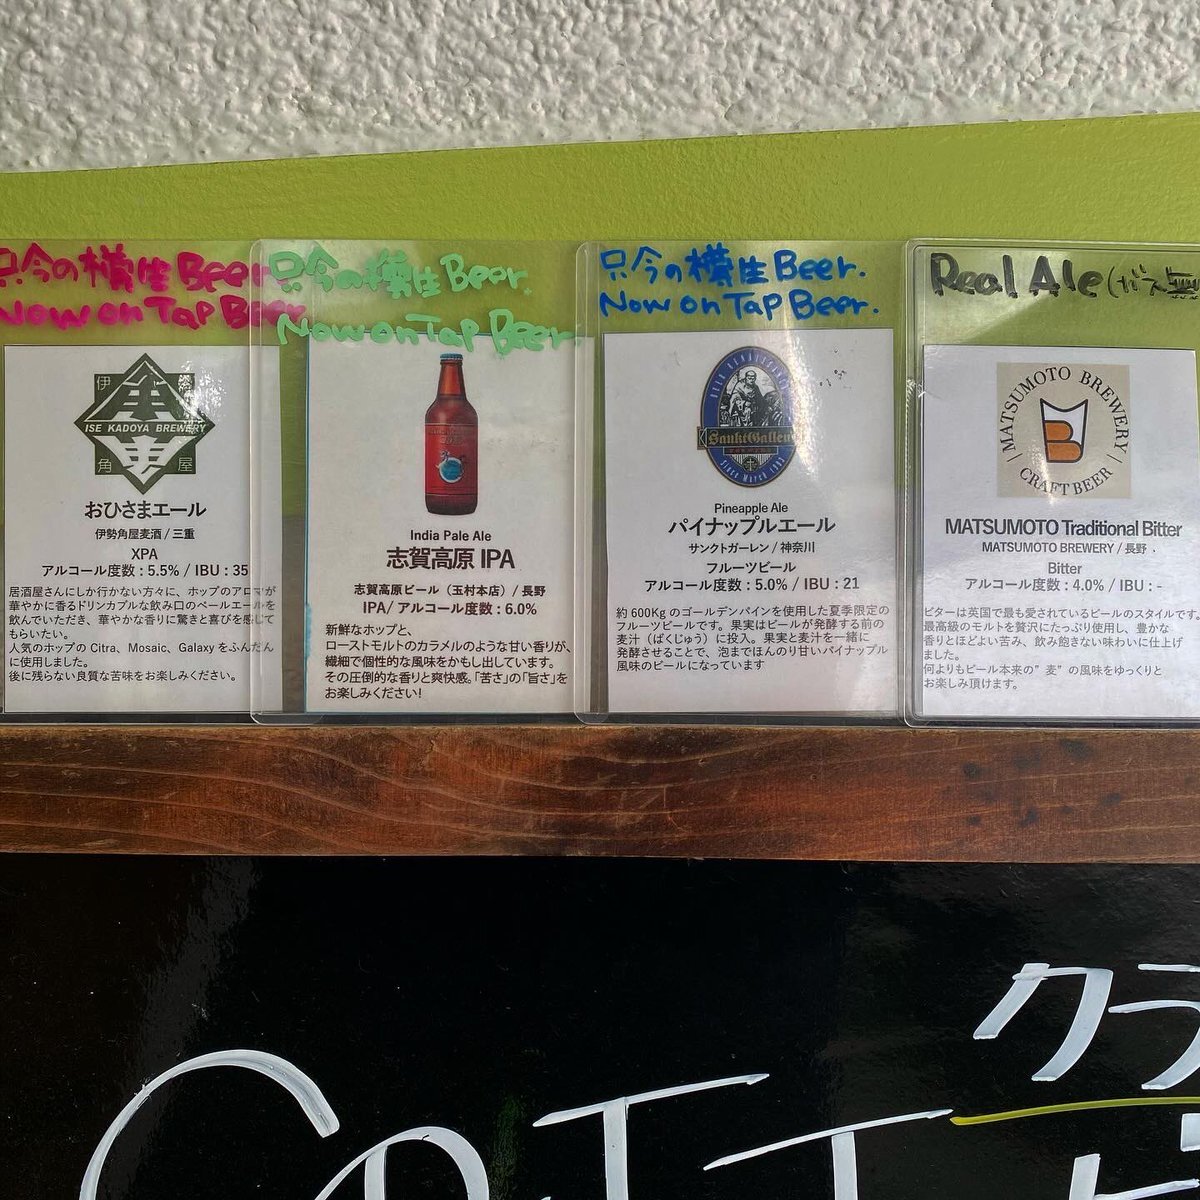 只今の樽生Beer
Now on Tap Beer
伊 勢
ISE KADOYA BREWERY
角 屋
おひさまエール
伊勢角屋麦酒 / 三重
XPA
アルコール度数 : 5.5% / IBU : 35
居酒屋さんにしか行かない方々に、ホップのアロマが
華やかに香るドリンカブルな飲み口のペールエールを
飲んでいただき、華やかな香りに驚きと喜びを感じて
もらいたい。
人気のホップの Citra、Mosaic、Galaxy をふんだん
に使用しました。
後に残らない良質な苦味をお楽しみください。
只今の樽生Beer.
Now on Tap Beer.
India Pale Ale
志賀高原 IPA
志賀高原ビール（玉村本店）/ 長野
IPA/ アルコール度数 : 6.0%
新鮮なホップと、
ローストモルトのカラメルのような甘い香りが、
繊細で個性的な風味をかもし出しています。
その圧倒的な香りと爽快感。「苦さ」の「旨さ」を
お楽しみください!
只今の樽生Beer.
Now on Tap Beer.
Sankt Gallen
Since March 1993
Pineapple Ale
パイナップルエール
サンクトガーレン / 神奈川
フルーツビール
アルコール度数 : 5.0% / IBU : 21
約 600Kg のゴールデンパインを使用した夏季限定の
フルーツビールです。果実はビールが発酵する前の
麦汁（ばくじゅう）に投入。果実と麦汁を一緒に
発酵させることで、泡までほんのり甘いパイナップル
風味のビールになっています
Real Ale(ガス無
MATSUMOTO BREWERY
CRAFT BEER
MATSUMOTO Traditional Bitter
MATSUMOTO BREWERY / 長野
Bitter
アルコール度数 : 4.0% / IBU : -
ビターは英国で最も愛されているビールのスタイルです。
最高級のモルトを贅沢にたっぷり使用し、豊かな
香りとほどよい苦み、飲み飽きない味わいに仕上げ
ました。
何よりもビール本来の"麦"の風味をゆっくりと
お楽しみ頂けます。
クラ